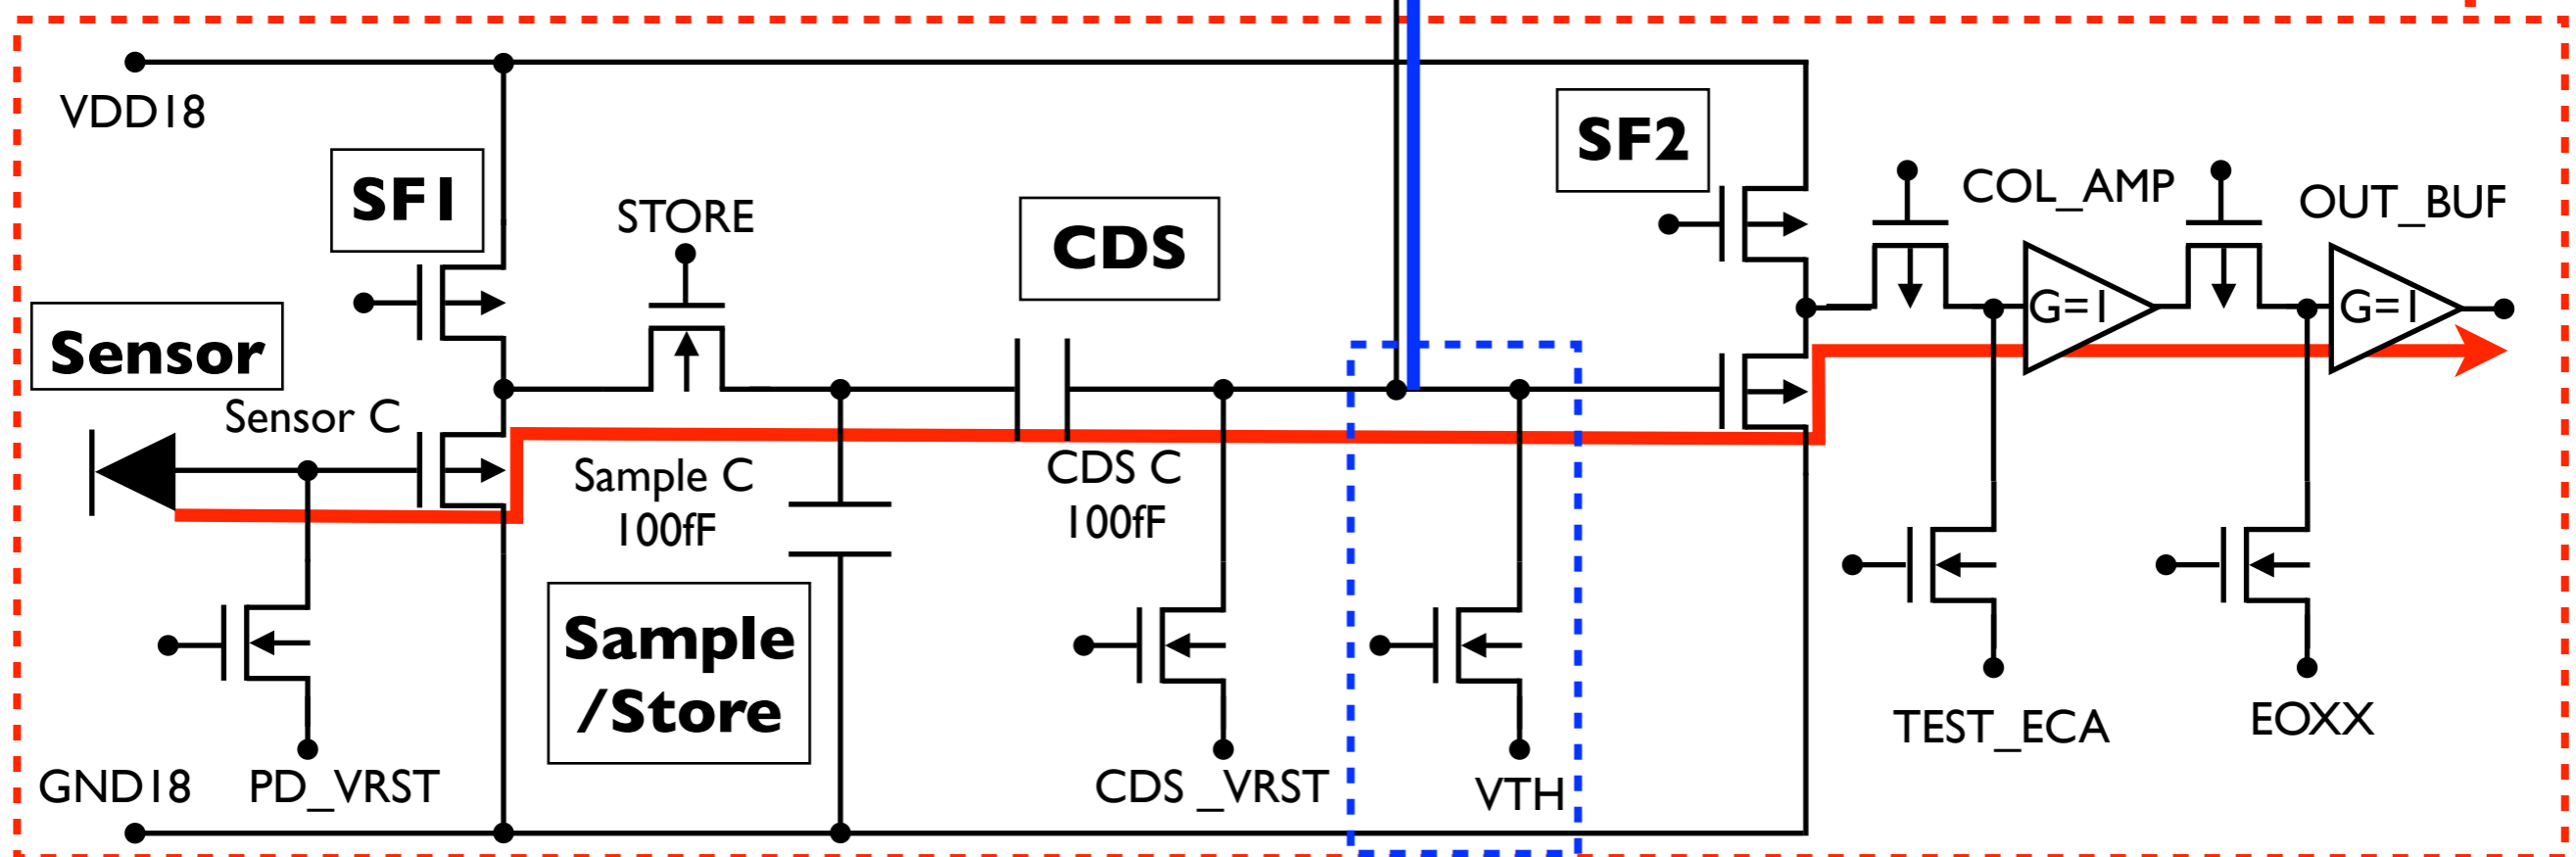 VDD18
SF1
STORE
CDS
SF2
COL_AMP
OUT_BUF
G=1
G=1
Sensor
Sensor C
Sample C
100fF
CDS C
100fF
Sample
/Store
GND18
PD_VRST
CDS _VRST
VTH
TEST_ECA
EOXX